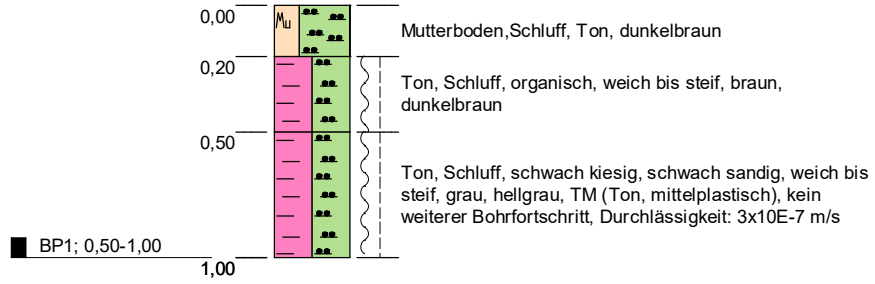 0,00
Mu
Mutterboden,Schluff, Ton, dunkelbraun
0,20
Ton, Schluff, organisch, weich bis steif, braun,
dunkelbraun
0,50
Ton, Schluff, schwach kiesig, schwach sandig, weich bis
steif, grau, hellgrau, TM (Ton, mittelplastisch), kein
weiterer Bohrfortschritt, Durchlässigkeit: 3x10E-7 m/s
BP1; 0,50-1,00
1,00